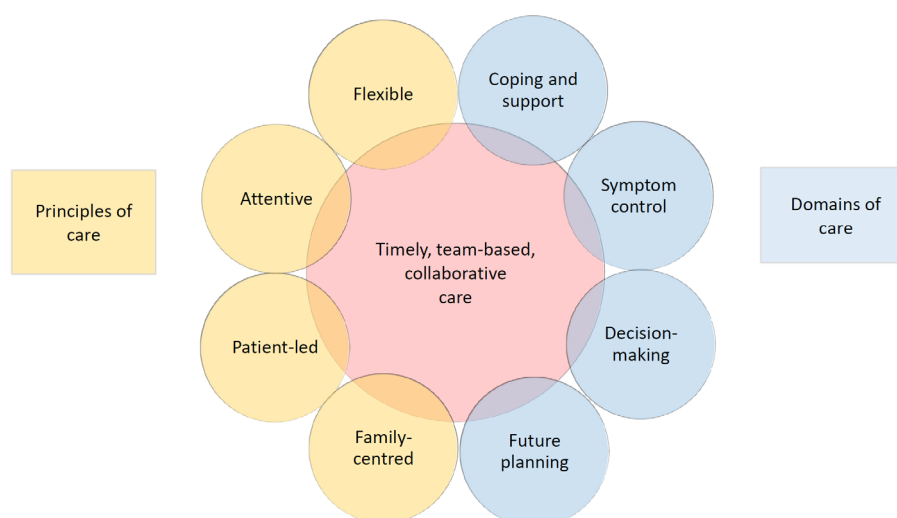 Flexible
Coping and
support
Attentive
Symptom
control
Principles of
care
Domains of
care
Timely, team-based,
collaborative
care
Patient-led
Decision-
making
Family-
centred
Future
planning